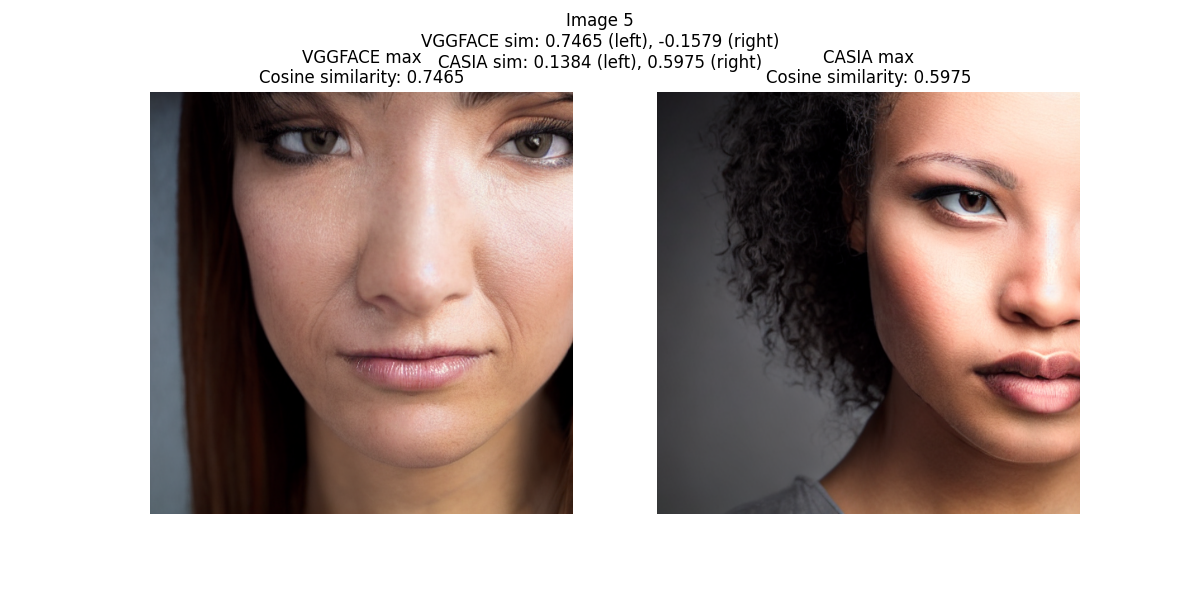 Image 5
VGGFACE sim: 0.7465 (left), -0.1579 (right)
CASIA sim: 0.1384 (left), 0.5975 (right)
VGGFACE max
Cosine similarity: 0.7465
CASIA max
Cosine similarity: 0.5975